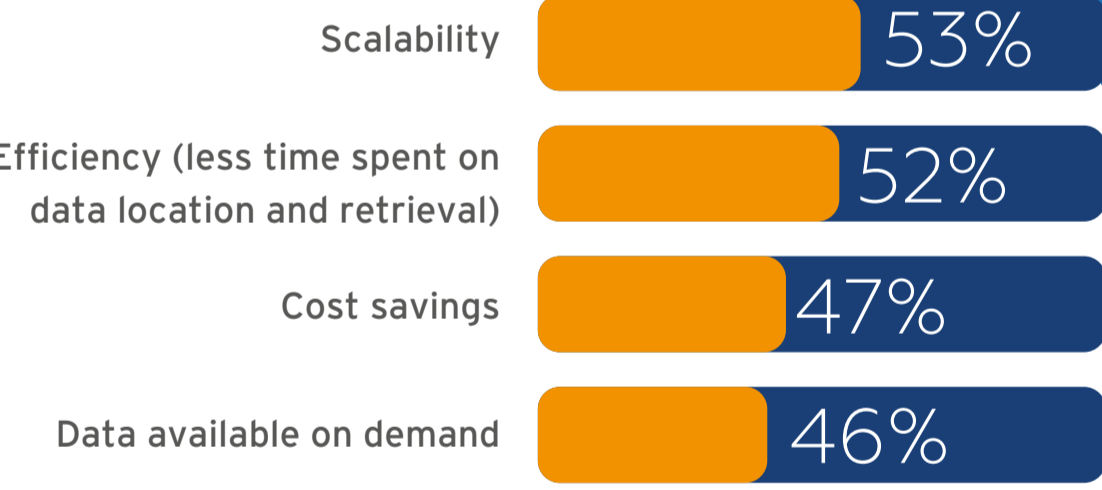 Scalability
53%
Efficiency (less time spent on
data location and retrieval)
52%
Cost savings
47%
Data available on demand
46%